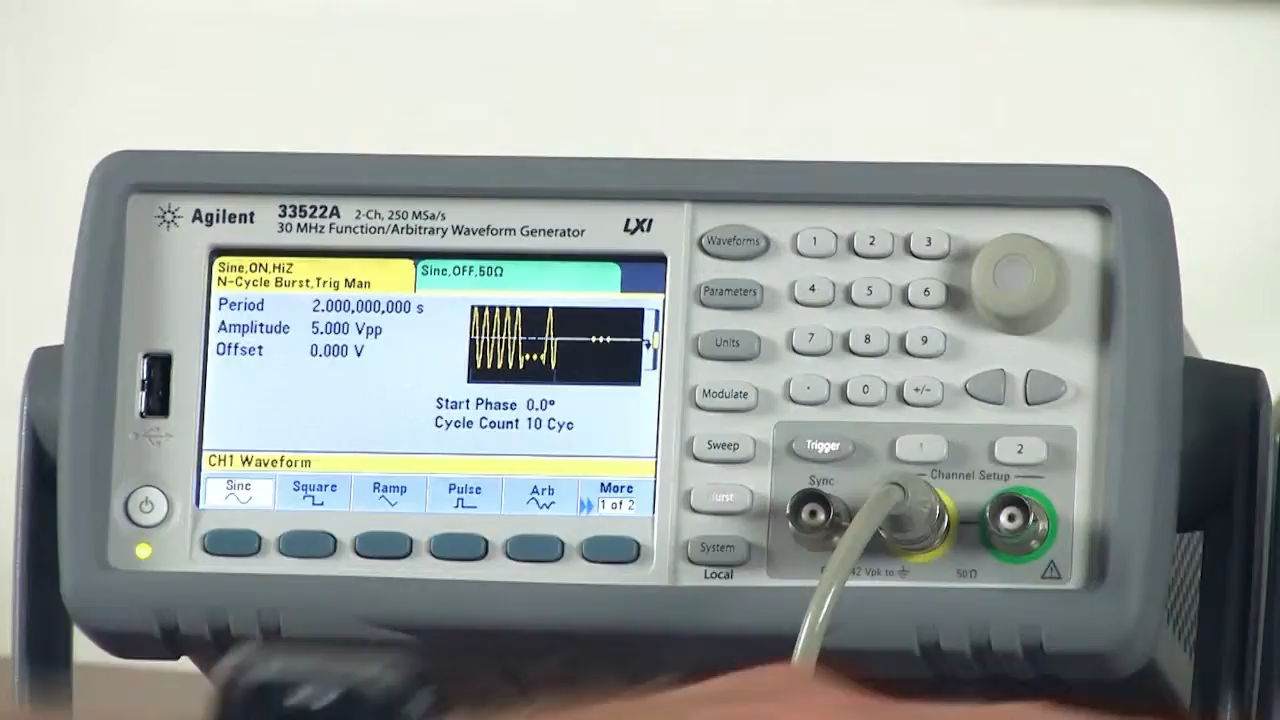 Agilent
33522A 2-Ch, 250 MSa/s
30 MHz Function/Arbitrary Waveform Generator
LXI
Sine,ON,HiZ
N-Cycle Burst,Trig Man
Sine,OFF,50Ω
Period 2.000,000,000 s
Amplitude 5.000 Vpp
Offset 0.000 V
Start Phase 0.0°
Cycle Count 10 Cyc
CH1 Waveform
Sine
Square
Ramp
Pulse
Arb
More
1 of 2
Waveforms
1 2 3
Parameters
4 5 6
Units
7 8 9
Modulate
. 0 +/-
Sweep
Trigger
1
2
Sync
Channel Setup
Burst
System
Local
42 Vpk to
50Ω